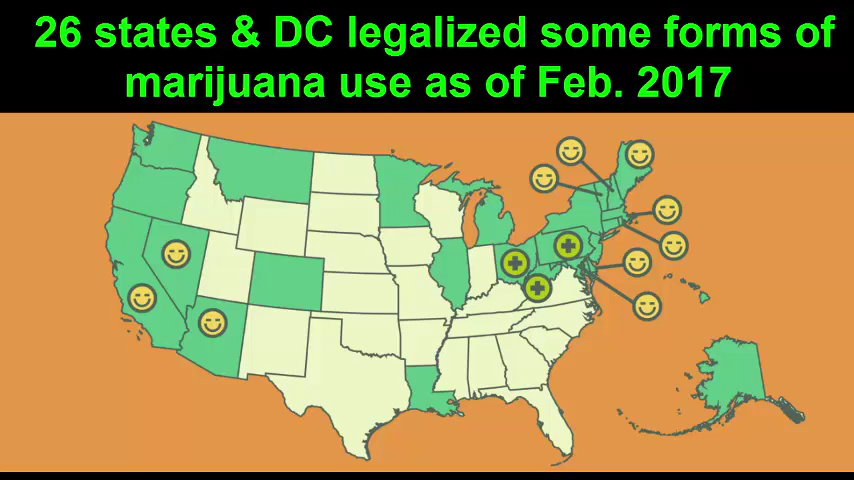 26 states & DC legalized some forms of
marijuana use as of Feb. 2017